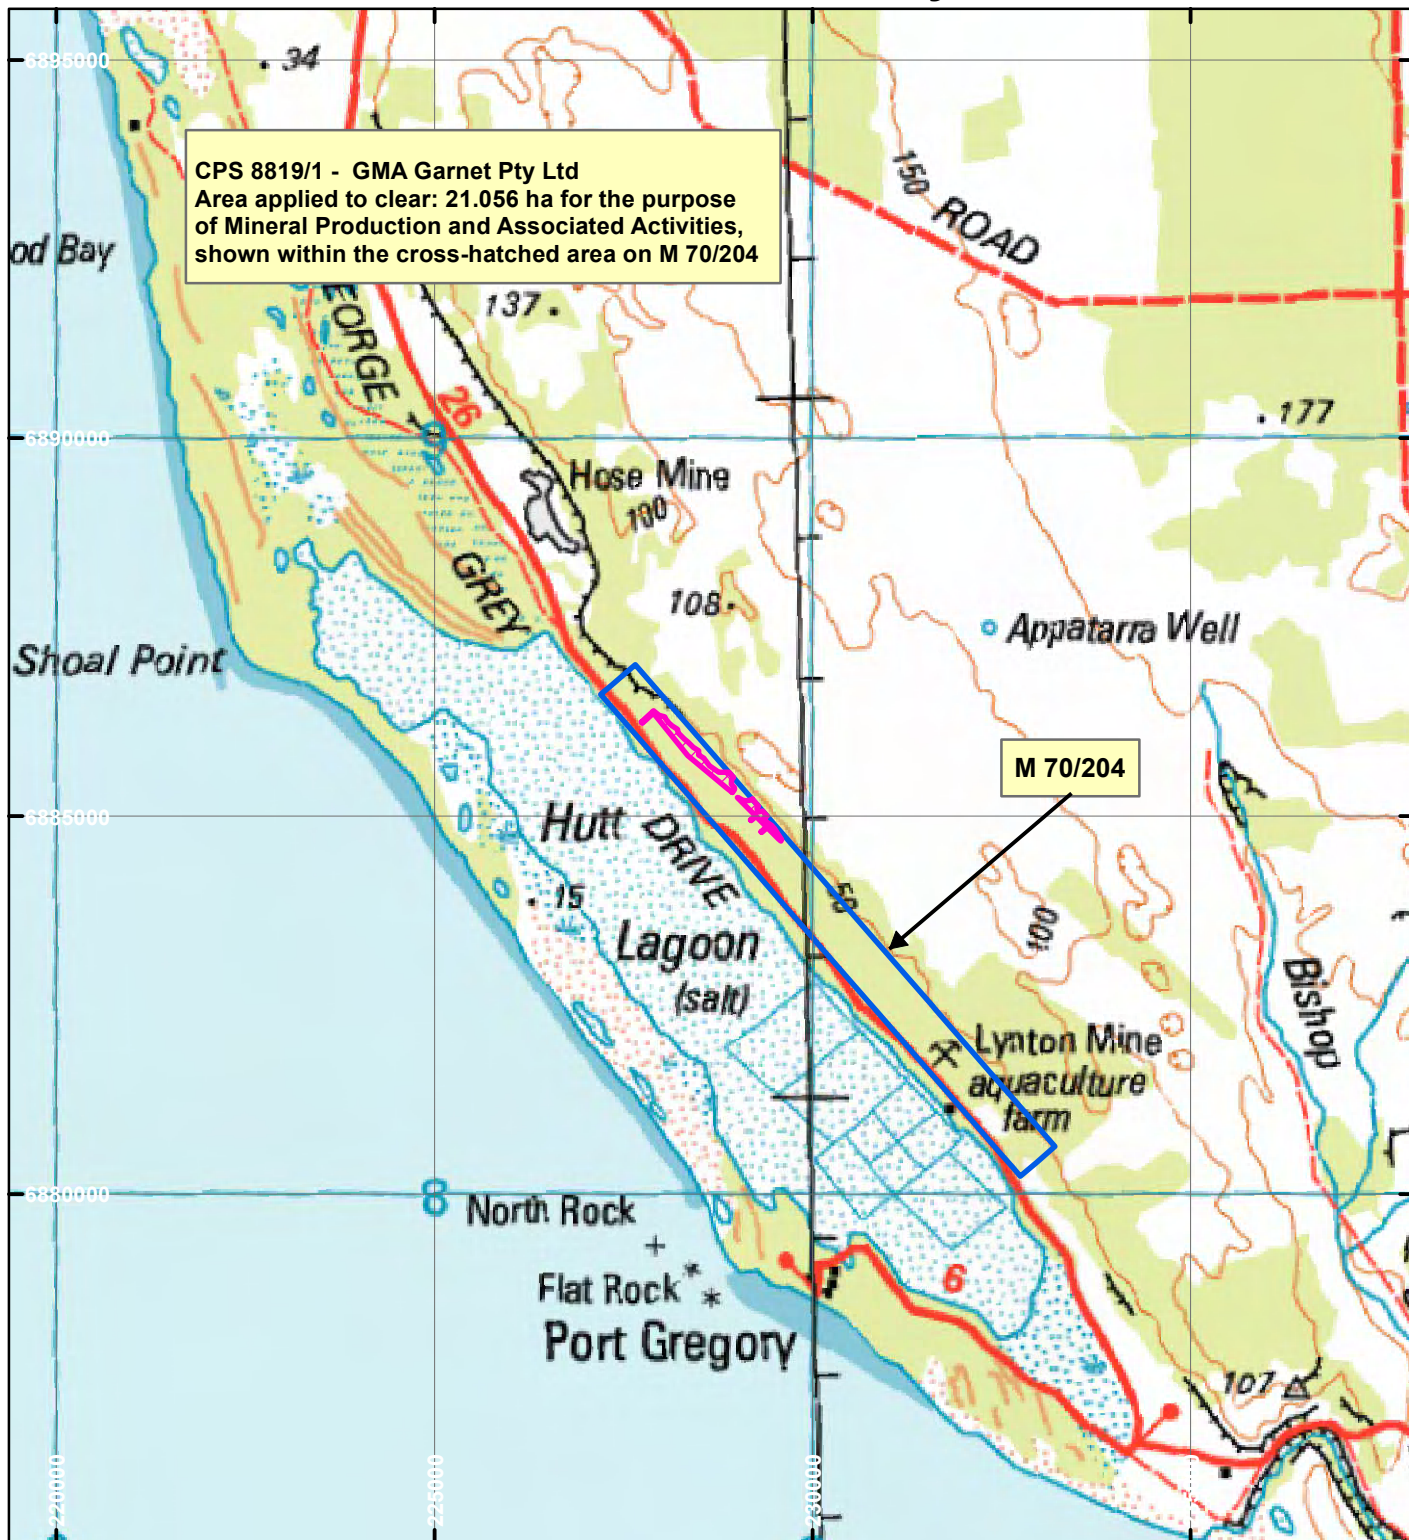 6895000
34
CPS 8819/1 - GMA Garnet Pty Ltd
Area applied to clear: 21.056 ha for the purpose
of Mineral Production and Associated Activities,
shown within the cross-hatched area on M 70/204
150
ROAD
od Bay
137
EORGE
26
177
6890000
Hose Mine
100
GREY
108
Appatarra Well
Shoal Point
M 70/204
6885000
Hutt
DRIVE
15
50
Lagoon
(salt)
100
Bishop
Lynton Mine
aquaculture
farm
6880000
8
North Rock
Flat Rock
6
Port Gregory
107
220000
225000
230000